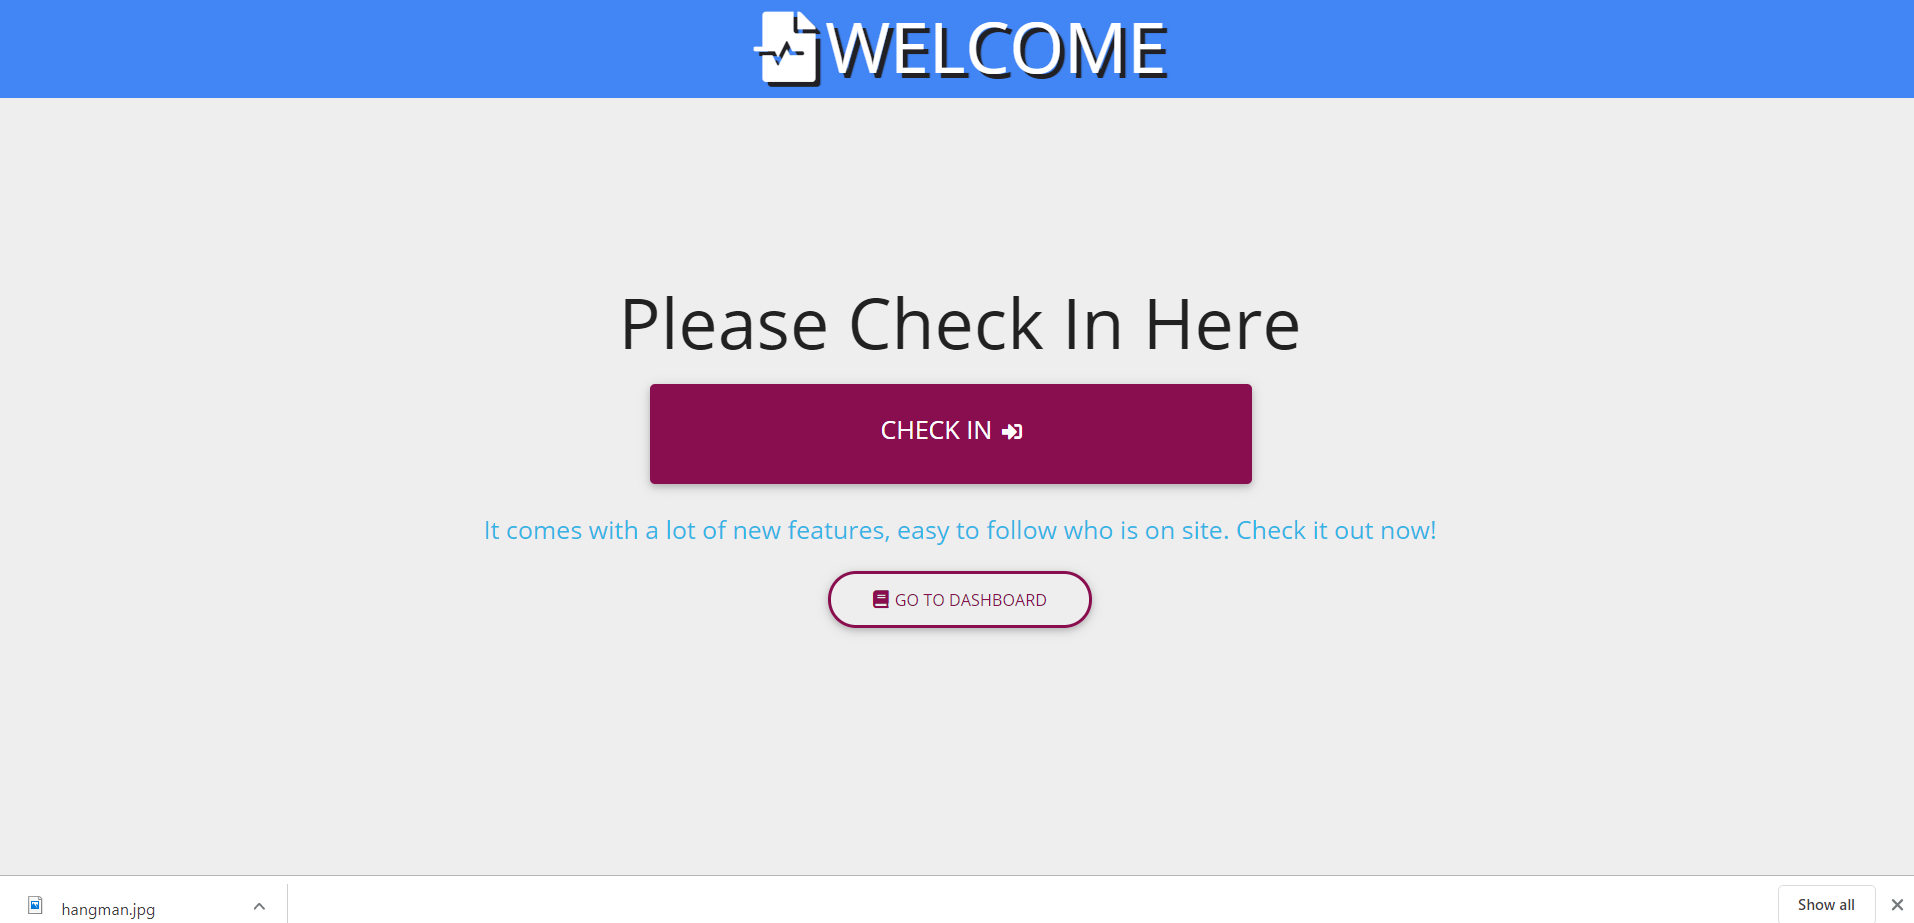 WELCOME
Please Check In Here
CHECK IN
It comes with a lot of new features, easy to follow who is on site. Check it out now!
GO TO DASHBOARD
hangman.jpg
Show all